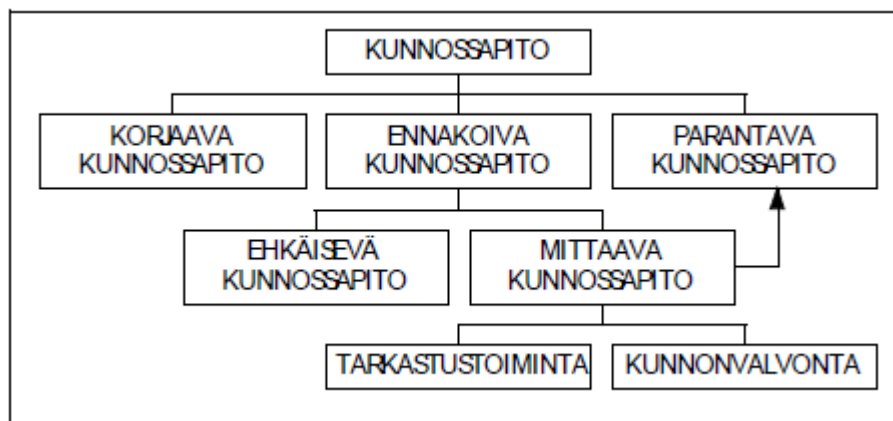 KUNNOSSAPITO
KORJAAVA
KUNNOSSAPITO
ENNAKOIVA
KUNNOSSAPITO
PARANTAVA
KUNNOSSAPITO
EHKÄISEVÄ
KUNNOSSAPITO
MITTAAVA
KUNNOSSAPITO
TARKASTUSTOIMINTA
KUNNONVALVONTA